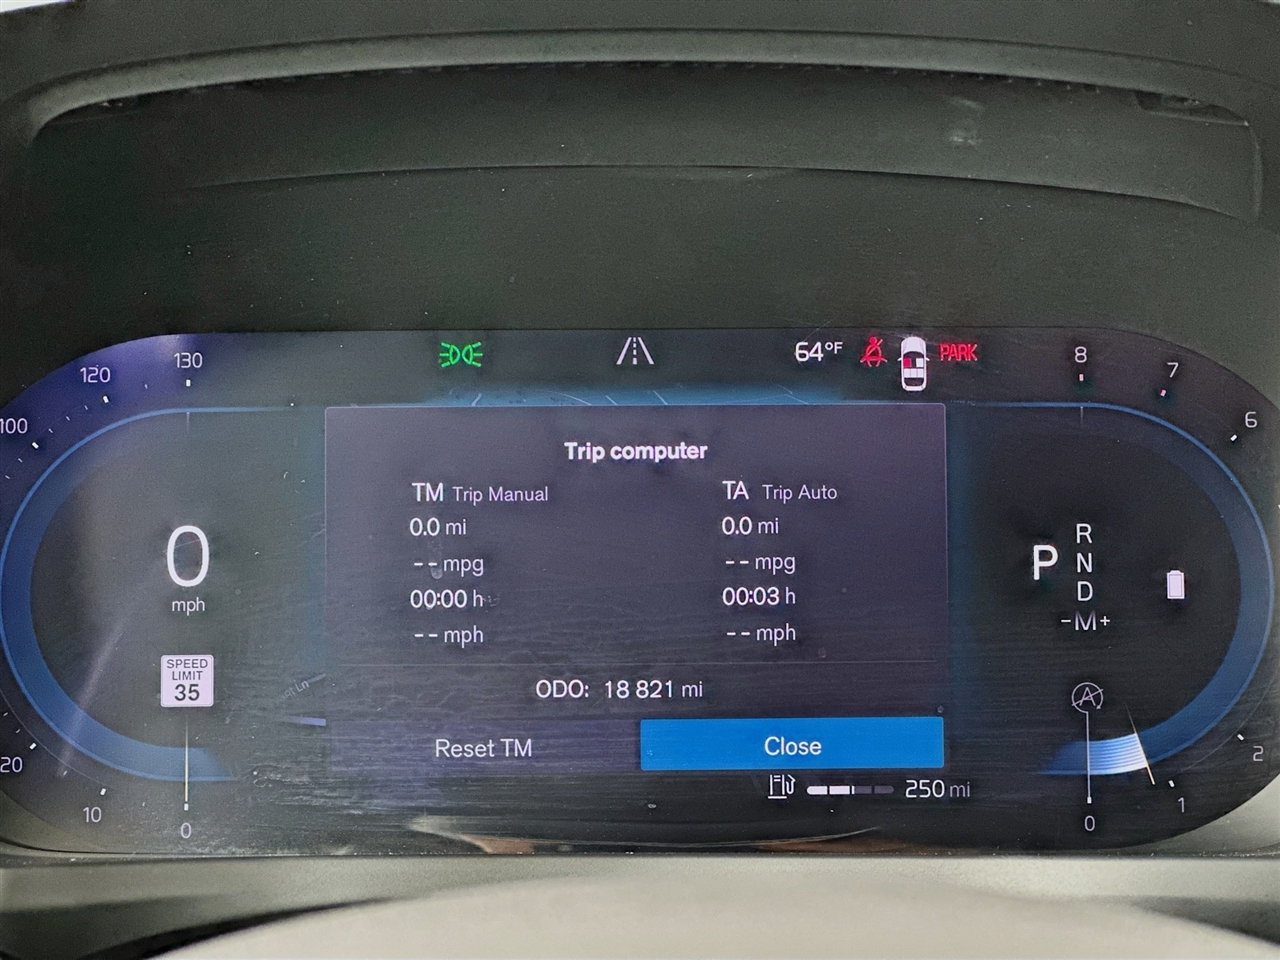 64°F PARK
130
120
100
20
10
0
8
7
6
2
1
0
0
mph
SPEED
LIMIT
35
Trip computer
TM Trip Manual
0.0 mi
-- mpg
00:00 h
-- mph
TA Trip Auto
0.0 mi
-- mpg
00:03 h
-- mph
ODO: 18 821 mi
Reset TM
Close
250 mi
P
R
N
D
-M+
A